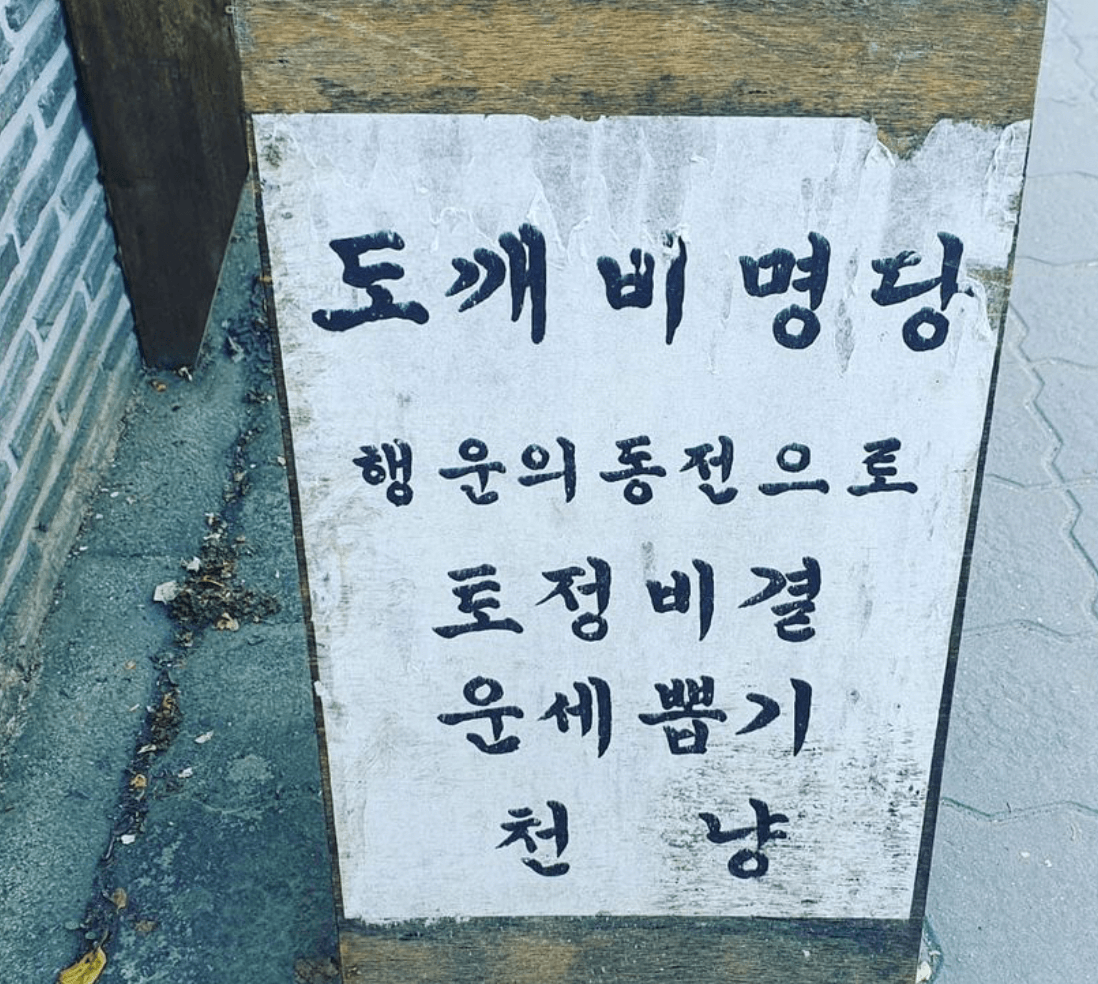 도깨비 명당
행운의 동전으로
토정비결
운세뽑기
천 냥